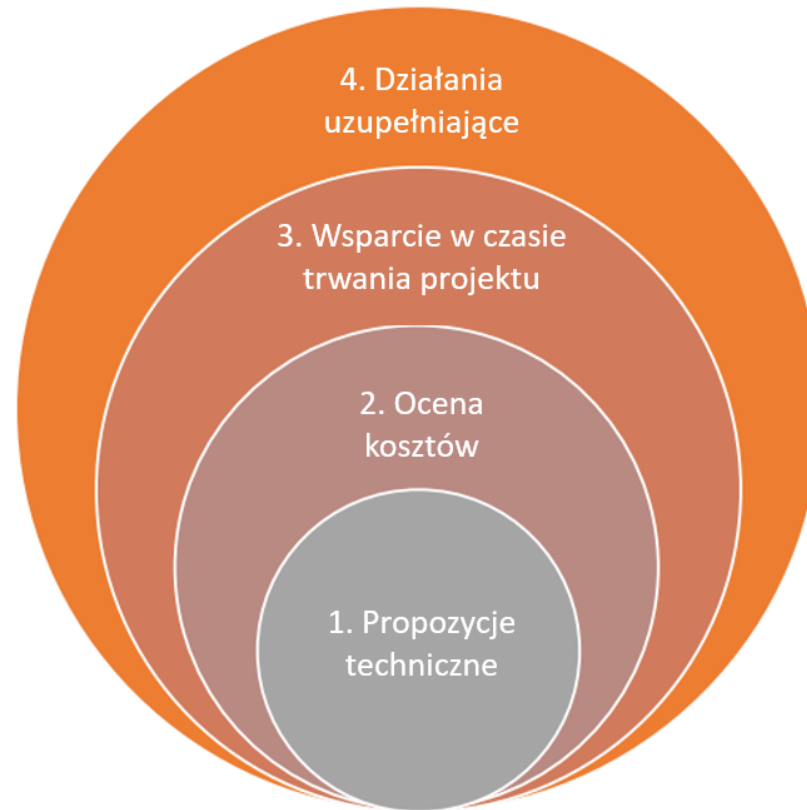 4. Działania
uzupełniające
3. Wsparcie w czasie
trwania projektu
2. Ocena
kosztów
1. Propozycje
techniczne